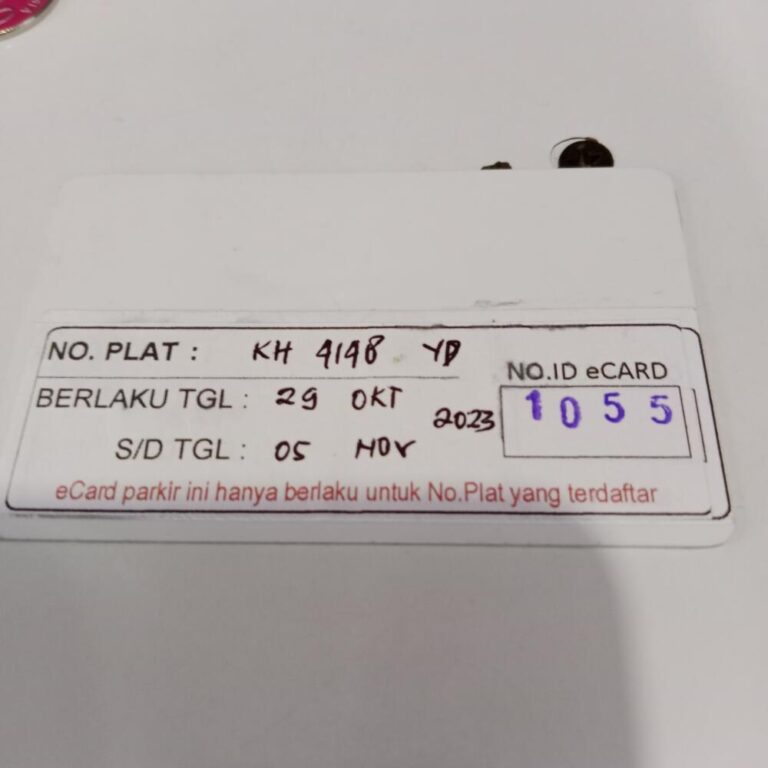 NO. PLAT : KH 4148 YP
NO.ID eCARD
BERLAKU TGL : 29 OKT
2023
1055
S/D TGL : 05 NOV
eCard parkir ini hanya berlaku untuk No.Plat yang terdaftar